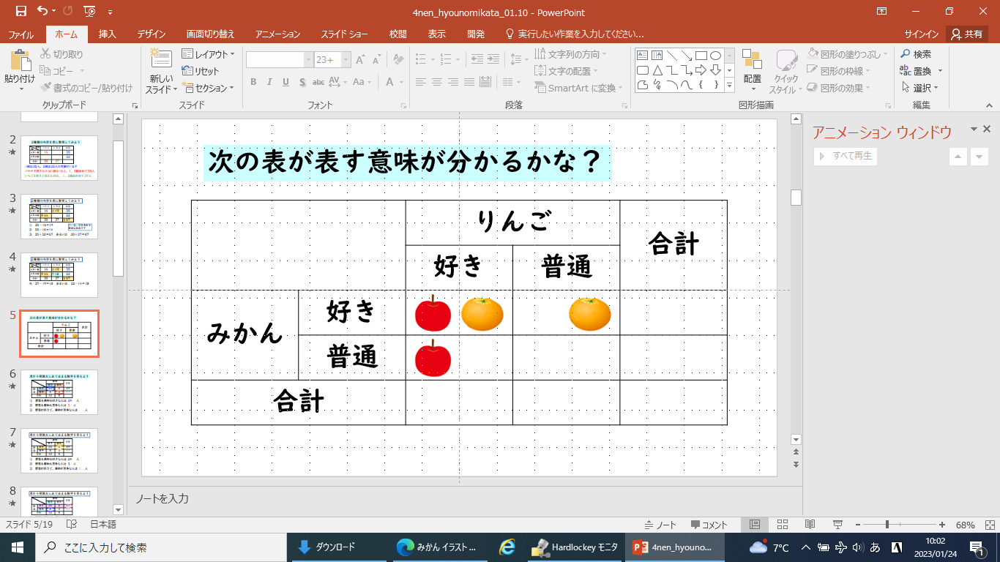 4nen_hyounomikata_01.10 - PowerPoint
ファイル ホーム 挿入 デザイン 画面切り替え アニメーション スライド ショー 校閲 表示 開発 実行したい作業を入力してください... サインイン 共有
貼り付け
切り取り
コピー
書式のコピー/貼り付け
クリップボード
新しい
スライド
レイアウト
リセット
セクション
スライド
23+
B I U S abc AV Aa A
フォント
文字列の方向
文字の配置
SmartArt に変換
段落
配置
クイック
スタイル
図形の塗りつぶし
図形の枠線
図形の効果
図形描画
検索
置換
選択
編集
2
3
4
5
6
7
8
次の表が表す意味が分かるかな?
りんご
合計
好き 普通
みかん
好き
普通
合計
アニメーション ウィンドウ
すべて再生
ノートを入力
スライド 5/19 日本語 ノート コメント 68%
ここに入力して検索 ダウンロード みかん イラスト ... Hardlockey モニタ 4nen_hyouno... 7°C あ A 10:02
2023/01/24
1